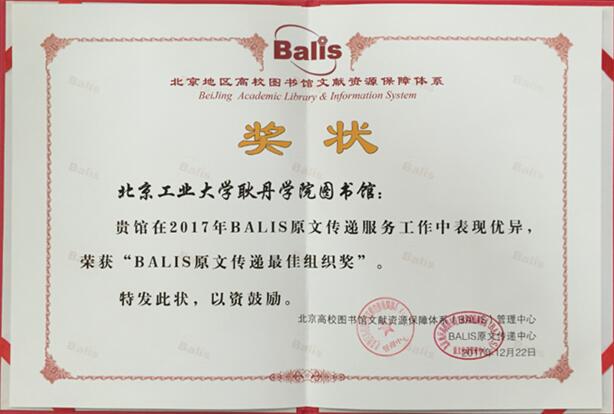 Balis
北京地区高校图书馆文献资源保障体系
BeiJing Academic Library & Information System
奖 状
北京工业大学耿丹学院图书馆：
贵馆在2017年BALIS原文传递服务工作中表现优异，
荣获“BALIS原文传递最佳组织奖”。
特发此状，以资鼓励。
北京高校图书馆文献资源保障体系（BALIS）管理中心
BALIS原文传递中心
2017年12月22日